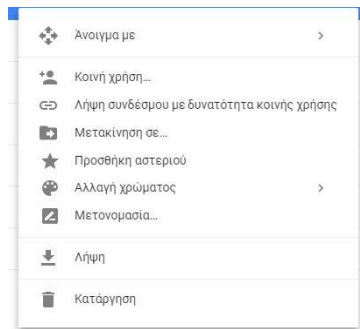 Άνοιγμα με
Κοινή χρήση...
Λήψη συνδέσμου με δυνατότητα κοινής χρήσης
Μετακίνηση σε...
Προσθήκη αστεριού
Αλλαγή χρώματος
Μετονομασία...
Λήψη
Κατάργηση